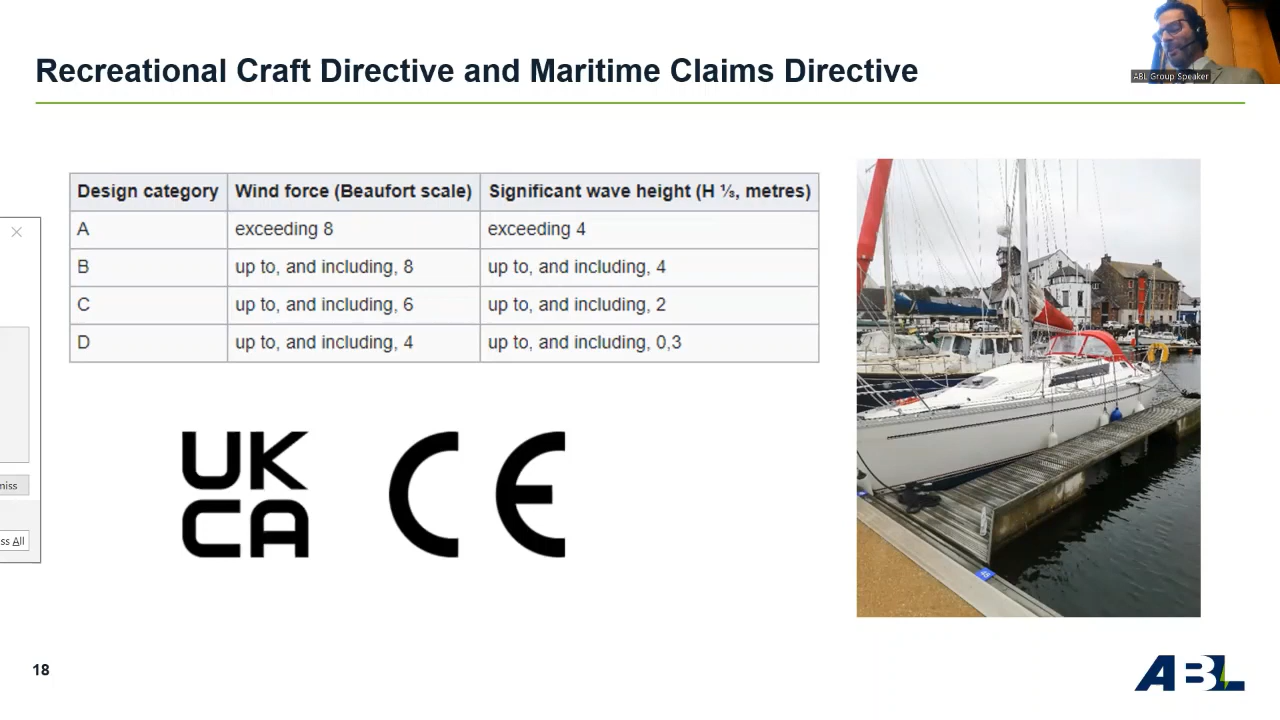 Recreational Craft Directive and Maritime Claims Directive
ABL Group Speaker
Design category Wind force (Beaufort scale) Significant wave height (H ⅓, metres)
A exceeding 8 exceeding 4
B up to, and including, 8 up to, and including, 4
C up to, and including, 6 up to, and including, 2
D up to, and including, 4 up to, and including, 0,3
UK
CA
CE
miss
ss All
18
ABL